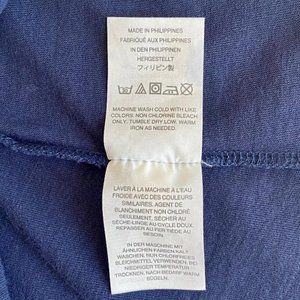 MADE IN PHILIPPINES
FABRIQUÉ AUX PHILIPPINES
IN DEN PHILIPPINEN
HERGESTELLT
フィリピン製
MACHINE WASH COLD WITH LIKE
COLORS. NON CHLORINE BLEACH
ONLY. TUMBLE DRY LOW. WARM
IRON AS NEEDED.
LAVER À LA MACHINE À L'EAU
FROIDE AVEC DES COULEURS
SIMILAIRES. AGENT DE
BLANCHIMENT NON CHLORÉ
SEULEMENT. SÉCHER AU
SÈCHE-LINGE AU CYCLE DOUX.
REPASSER AU FER TIÈDE AU
BESOIN.
IN DER MASCHINE MIT
ÄHNLICHEN FARBEN KALT
WASCHEN. NUR CHLORFREIES
BLEICHMITTEL VERWENDEN.
BEI NIEDRIGER TEMPERATUR
TROCKNEN. NACH BEDARF WARM
BÜGELN.